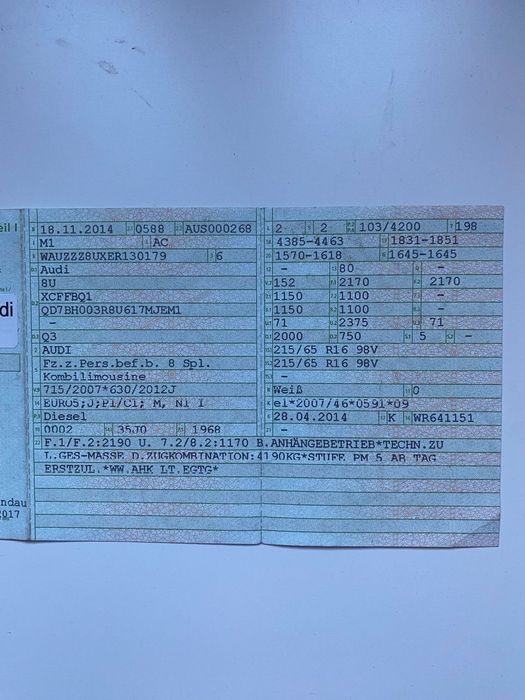 eil I
18.11.2014 0588 AUS000268
M1 AC
WAUZZZ8UXER130179 6
Audi
8U
XCFFBQ1
QD7BH003R8U617MJEM1
–
Q3
AUDI
Fz.z.Pers.bef.b. 8 Spl.
Kombilimousine
715/2007*630/2012J
EURO5;J;P1/CI; M, N1 I
Diesel
0002 35J0 1968
2 2 103/4200 198
4385-4463 1831-1851
1570-1618 1645-1645
– 80 –
152 2170 2170
1150 1100 –
1150 1100 –
71 2375 71
2000 750 5 –
215/65 R16 98V
215/65 R16 98V
–
Weiß 0
e1*2007/46*0591*09
28.04.2014 K WR641151
F.1/F.2:2190 U. 7.2/8.2:1170 B.ANHÄNGEBETRIEB*TECHN.ZU
L.GES-MASSE D.ZUGKOMBINATION:4190KG*STUFE PM 5 AB TAG
ERSTZUL.*WW.AHK LT.EGTG*
di
ndau
2017